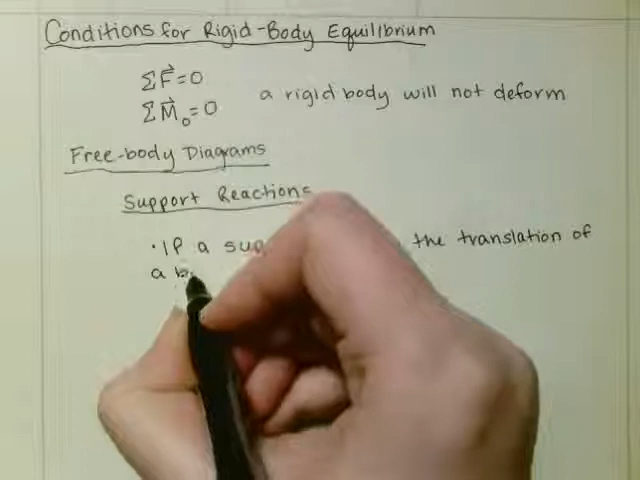 Conditions for Rigid-Body Equilibrium
ΣF⃗=0
ΣM⃗₀=0
a rigid body will not deform
Free-body Diagrams
Support Reactions
·If a the translation of
a